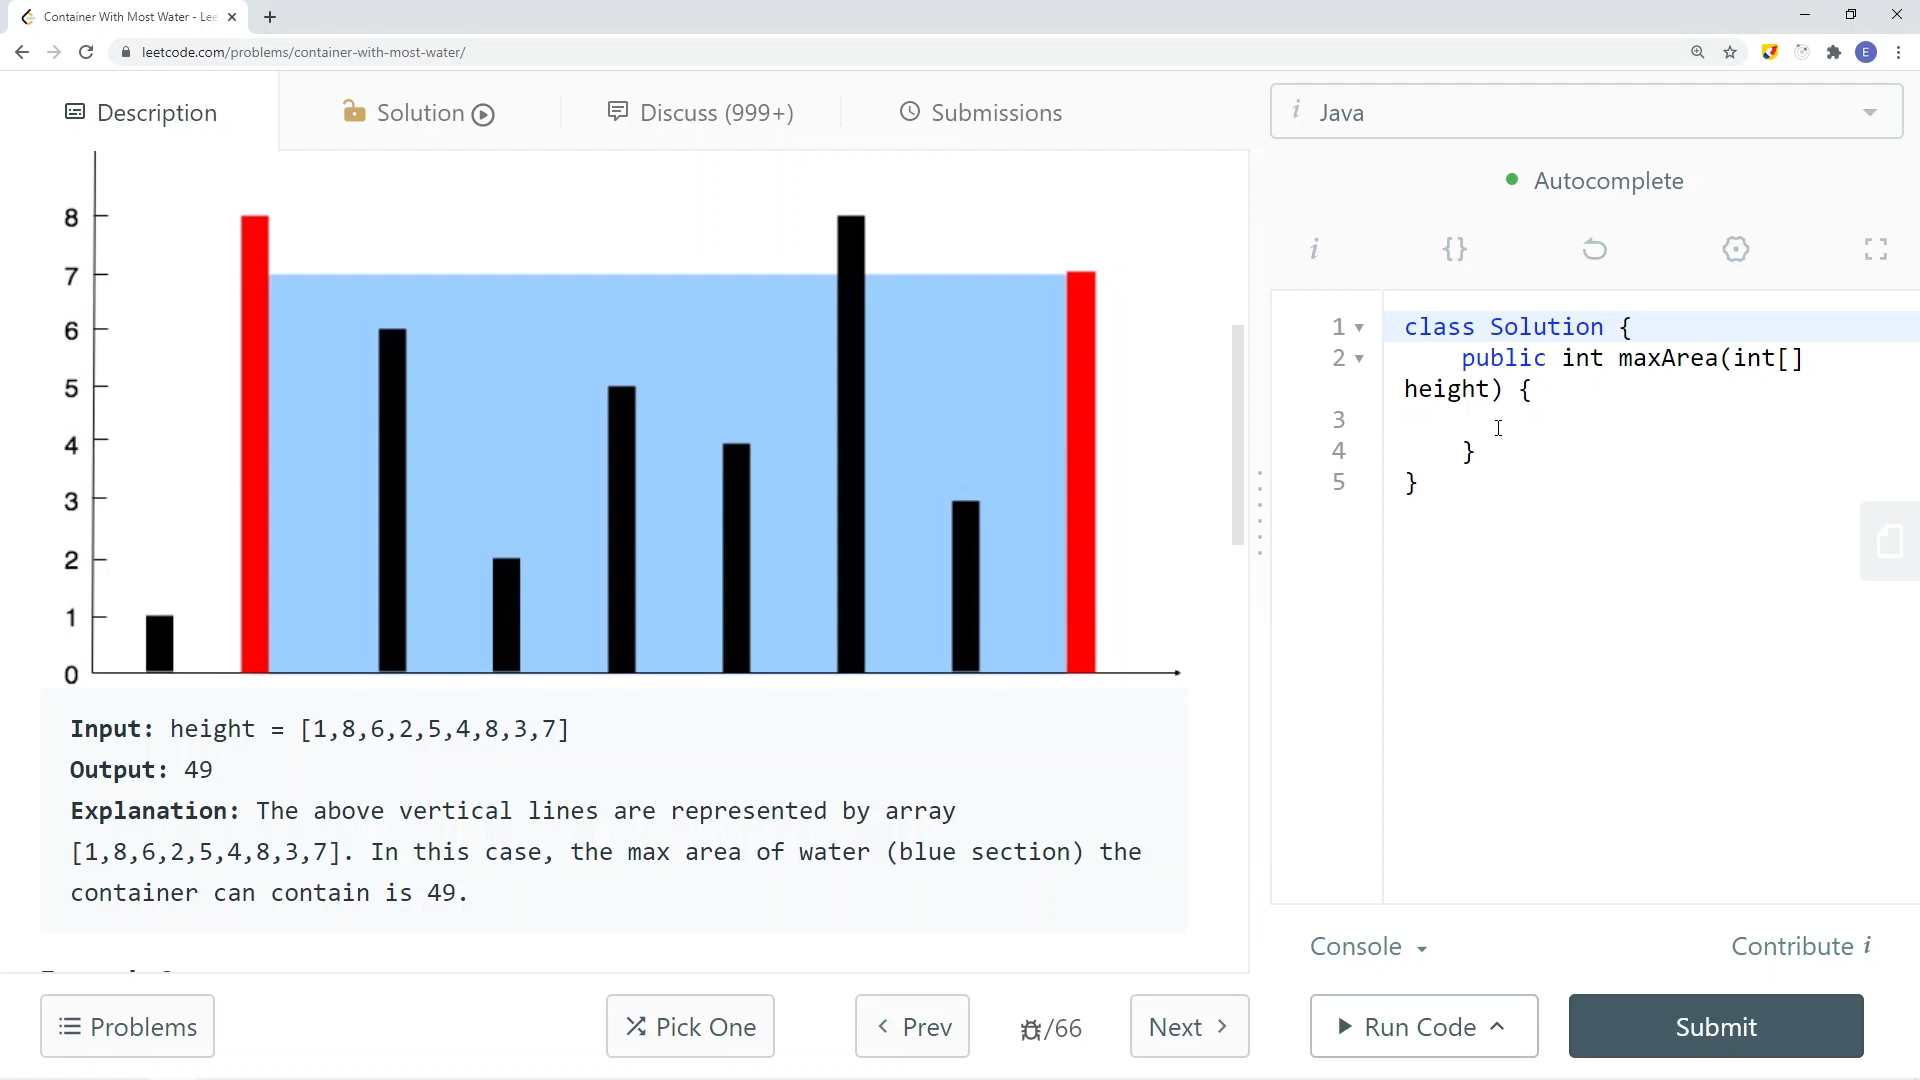 Container With Most Water - Lee
leetcode.com/problems/container-with-most-water/
E
Description
Solution
Discuss (999+)
Submissions
i Java
Autocomplete
i {}
8
7
6
5
4
3
2
1
0
Input: height = [1,8,6,2,5,4,8,3,7]
Output: 49
Explanation: The above vertical lines are represented by array
[1,8,6,2,5,4,8,3,7]. In this case, the max area of water (blue section) the
container can contain is 49.
1 class Solution {
2 public int maxArea(int[]
height) {
3
4 }
5 }
Console
Contribute i
Problems
Pick One
Prev
/66
Next
Run Code
Submit